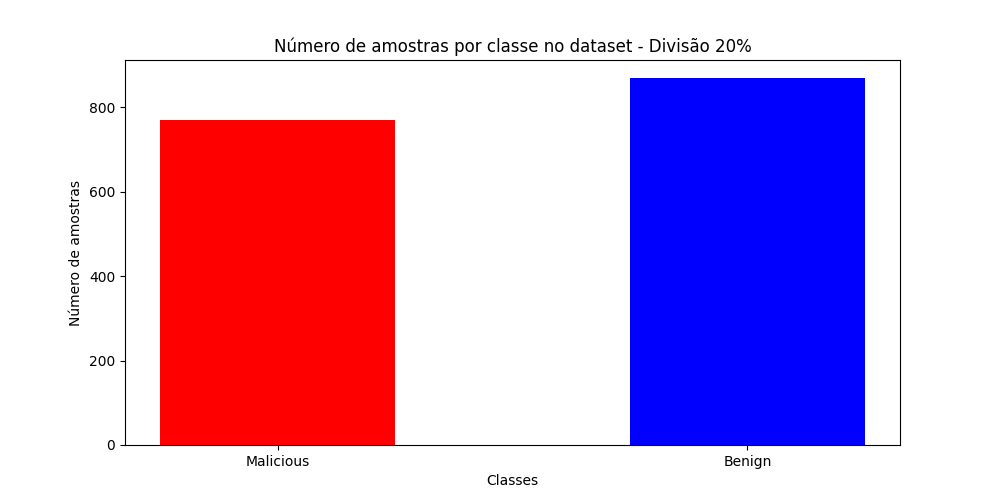 Número de amostras por classe no dataset - Divisão 20%
Número de amostras
800
600
400
200
0
Malicious
Benign
Classes